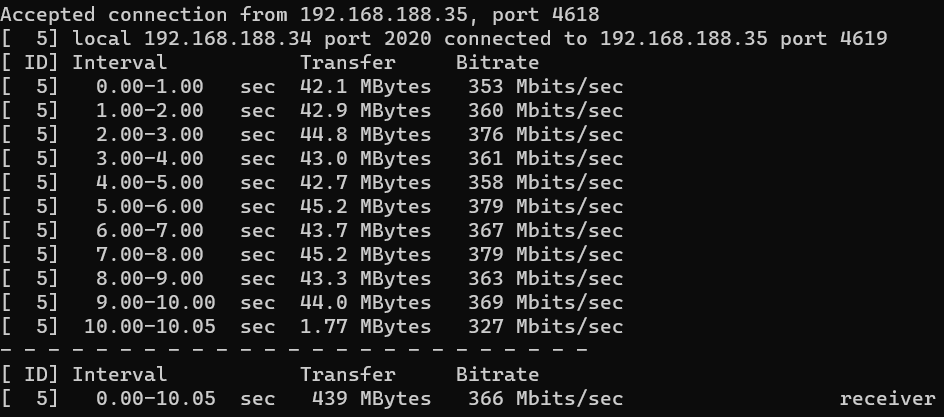 Accepted connection from 192.168.188.35, port 4618
[  5] local 192.168.188.34 port 2020 connected to 192.168.188.35 port 4619
[ ID] Interval           Transfer     Bitrate
[  5]   0.00-1.00   sec  42.1 MBytes   353 Mbits/sec
[  5]   1.00-2.00   sec  42.9 MBytes   360 Mbits/sec
[  5]   2.00-3.00   sec  44.8 MBytes   376 Mbits/sec
[  5]   3.00-4.00   sec  43.0 MBytes   361 Mbits/sec
[  5]   4.00-5.00   sec  42.7 MBytes   358 Mbits/sec
[  5]   5.00-6.00   sec  45.2 MBytes   379 Mbits/sec
[  5]   6.00-7.00   sec  43.7 MBytes   367 Mbits/sec
[  5]   7.00-8.00   sec  45.2 MBytes   379 Mbits/sec
[  5]   8.00-9.00   sec  43.3 MBytes   363 Mbits/sec
[  5]   9.00-10.00  sec  44.0 MBytes   369 Mbits/sec
[  5]  10.00-10.05  sec  1.77 MBytes   327 Mbits/sec
- - - - - - - - - - - - - - - - - - - - - - - - -
[ ID] Interval           Transfer     Bitrate
[  5]   0.00-10.05  sec   439 MBytes   366 Mbits/sec                  receiver